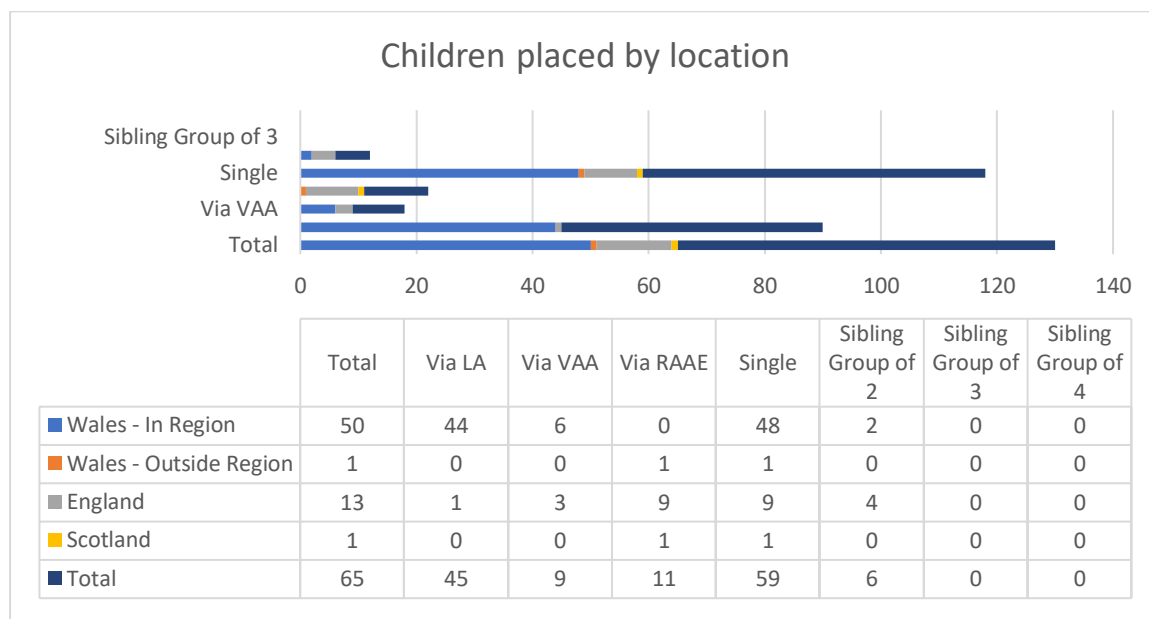 Children placed by location
Sibling Group of 3
Single
Via VAA
Total
0 20 40 60 80 100 120 140
Total Via LA Via VAA Via RAAE Single Sibling Group of 2 Sibling Group of 3 Sibling Group of 4
Wales - In Region 50 44 6 0 48 2 0 0
Wales - Outside Region 1 0 0 1 1 0 0 0
England 13 1 3 9 9 4 0 0
Scotland 1 0 0 1 1 0 0 0
Total 65 45 9 11 59 6 0 0